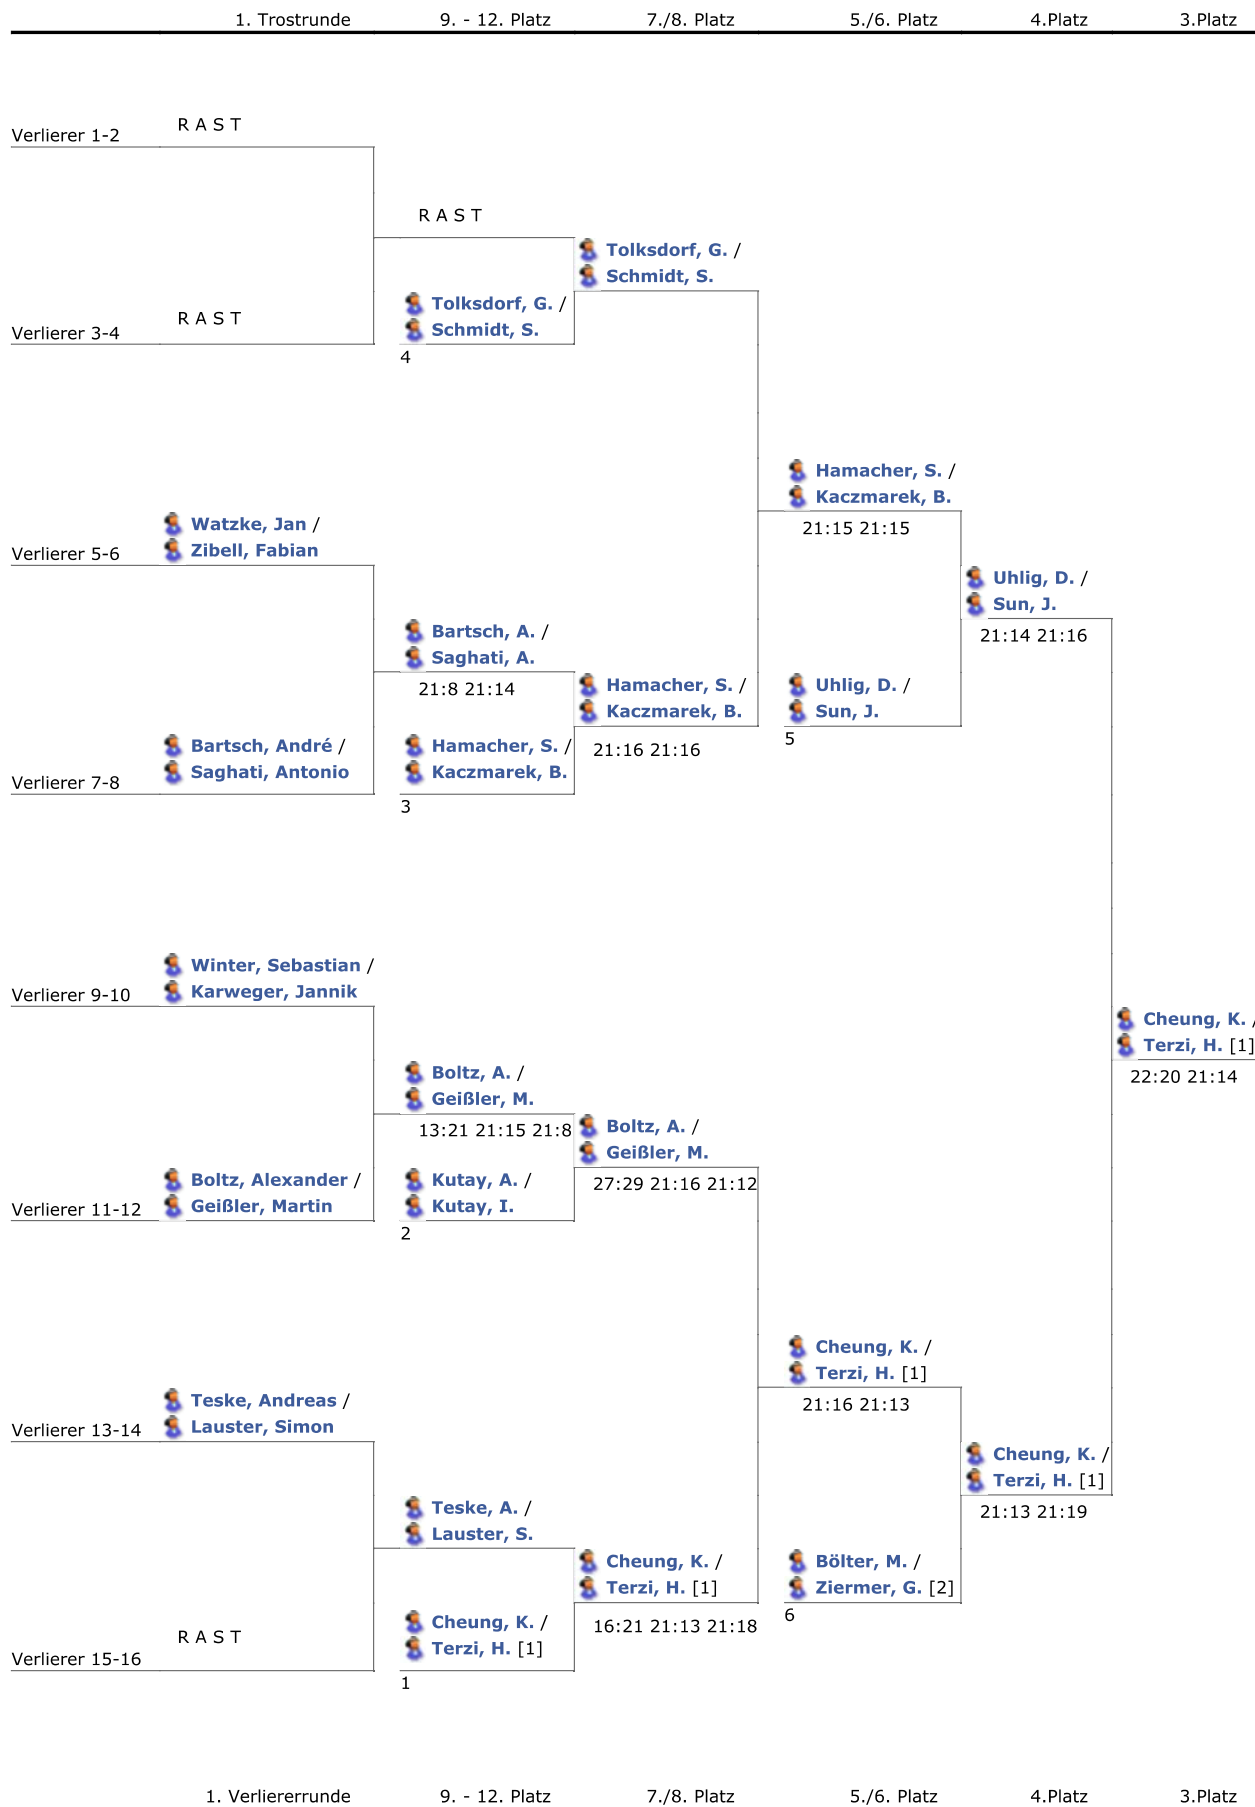 1. Trostrunde 9. - 12. Platz 7./8. Platz 5./6. Platz 4.Platz 3.Platz
Verlierer 1-2
R A S T
R A S T
Tolksdorf, G. /
Schmidt, S.
Verlierer 3-4
R A S T
Tolksdorf, G. /
Schmidt, S.
4
Hamacher, S. /
Kaczmarek, B.
21:15 21:15
Verlierer 5-6
Watzke, Jan /
Zibell, Fabian
Uhlig, D. /
Sun, J.
21:14 21:16
Bartsch, A. /
Saghati, A.
21:8 21:14
Hamacher, S. /
Kaczmarek, B.
21:16 21:16
Uhlig, D. /
Sun, J.
5
Verlierer 7-8
Bartsch, André /
Saghati, Antonio
Hamacher, S. /
Kaczmarek, B.
3
Verlierer 9-10
Winter, Sebastian /
Karweger, Jannik
Cheung, K. /
Terzi, H. [1]
22:20 21:14
Boltz, A. /
Geißler, M.
13:21 21:15 21:8
Boltz, A. /
Geißler, M.
27:29 21:16 21:12
Verlierer 11-12
Boltz, Alexander /
Geißler, Martin
Kutay, A. /
Kutay, I.
2
Cheung, K. /
Terzi, H. [1]
21:16 21:13
Verlierer 13-14
Teske, Andreas /
Lauster, Simon
Cheung, K. /
Terzi, H. [1]
21:13 21:19
Teske, A. /
Lauster, S.
Cheung, K. /
Terzi, H. [1]
16:21 21:13 21:18
Bölter, M. /
Ziermer, G. [2]
6
Verlierer 15-16
R A S T
Cheung, K. /
Terzi, H. [1]
1
1. Verliererrunde 9. - 12. Platz 7./8. Platz 5./6. Platz 4.Platz 3.Platz